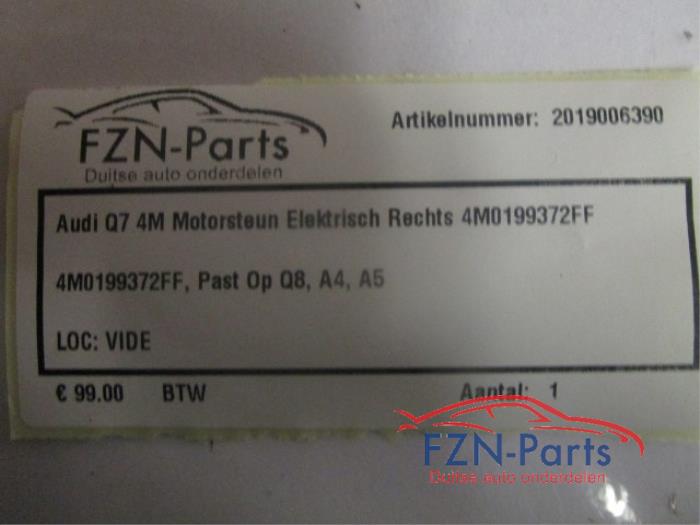 FZN-Parts
Duitse auto onderdelen
Artikelnummer: 2019006390
Audi Q7 4M Motorsteun Elektrisch Rechts 4M0199372FF
4M0199372FF, Past Op Q8, A4, A5
LOC: VIDE
€ 99.00 BTW Aantal: 1
FZN-Parts
Duitse auto onderdelen